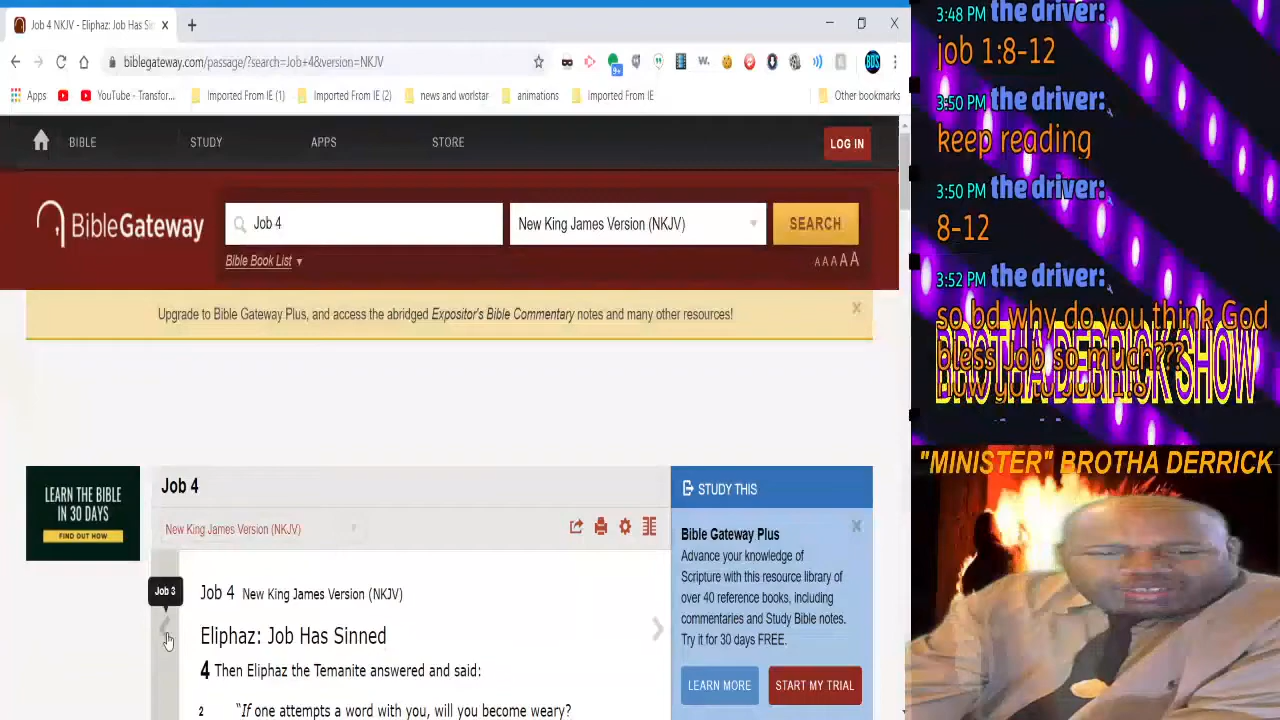 Job 4 NKJV - Eliphaz: Job Has Sin
biblegateway.com/passage/?search=Job+4&version=NKJV
9+
W.
BDS
Apps
YouTube - Transfor...
Imported From IE (1)
Imported From IE (2)
news and worlstar
animations
Imported From IE
Other bookmarks
BIBLE
STUDY
APPS
STORE
LOG IN
BibleGateway
Job 4
New King James Version (NKJV)
SEARCH
Bible Book List
AAAAA
Upgrade to Bible Gateway Plus, and access the abridged Expositor's Bible Commentary notes and many other resources!
LEARN THE BIBLE
IN 30 DAYS
FIND OUT HOW
Job 4
New King James Version (NKJV)
Job 3
Job 4 New King James Version (NKJV)
Eliphaz: Job Has Sinned
4 Then Eliphaz the Temanite answered and said:
2 "If one attempts a word with you, will you become weary?
STUDY THIS
Bible Gateway Plus
Advance your knowledge of
Scripture with this resource library of
over 40 reference books, including
commentaries and Study Bible notes.
Try it for 30 days FREE.
LEARN MORE
START MY TRIAL
3:48 PM the driver:
job 1:8-12
3:50 PM the driver:
keep reading
3:50 PM the driver:
8-12
3:52 PM the driver:
so bd why do you think God
bless Job so much???
BROTHA DERRICK SHOW
"MINISTER" BROTHA DERRICK